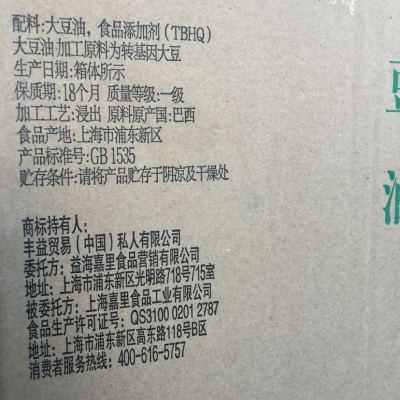 配料:大豆油，食品添加剂(TBHQ)
大豆油加工原料为转基因大豆
生产日期:箱体所示
保质期:18个月 质量等级:一级
加工工艺:浸出 原料原产国:巴西
食品产地:上海市浦东新区
产品标准号:GB 1535
贮存条件:请将产品贮存于阴凉及干燥处
商标持有人:
丰益贸易（中国）私人有限公司
委托方:益海嘉里食品营销有限公司
地址:上海市浦东新区光明路718号715室
被委托方:上海嘉里食品工业有限公司
食品生产许可证号:QS3100 0201 2787
地址:上海市浦东新区高东路118号B区
消费者服务热线:400-616-5757
豆
油